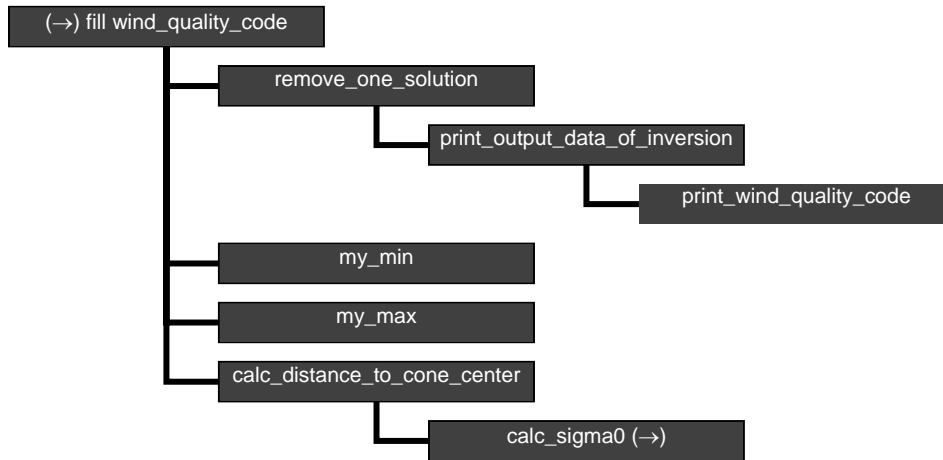 (→) fill wind_quality_code
remove_one_solution
print_output_data_of_inversion
print_wind_quality_code
my_min
my_max
calc_distance_to_cone_center
calc_sigma0 (→)